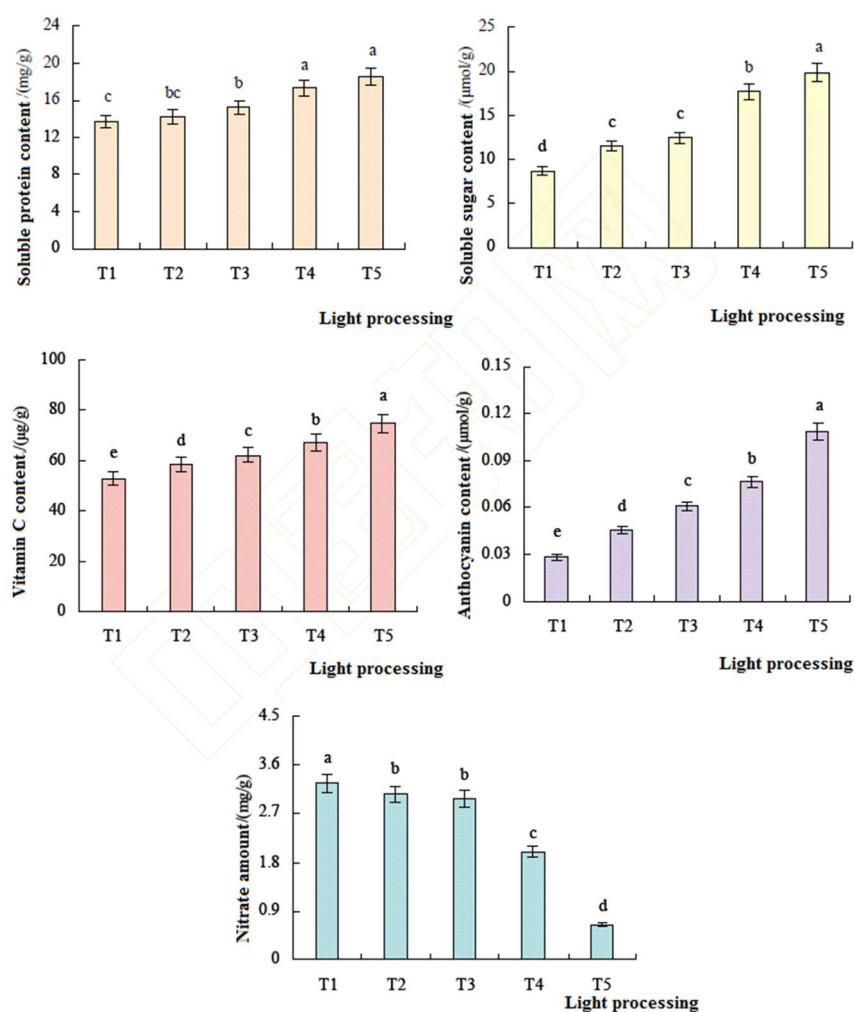 Soluble protein content /(mg/g)
24
20
16
12
8
4
0
c
bc
b
a
a
T1
T2
T3
T4
T5
Light processing
Soluble sugar content /(μmol/g)
25
20
15
10
5
0
d
c
c
b
a
T1
T2
T3
T4
T5
Light processing
Vitamin C content /(μg/g)
100
80
60
40
20
0
e
d
c
b
a
T1
T2
T3
T4
T5
Light processing
Anthocyanin content /(μmol/g)
0.15
0.12
0.09
0.06
0.03
0
e
d
c
b
a
T1
T2
T3
T4
T5
Light processing
Nitrate amount/(mg/g)
4.5
3.6
2.7
1.8
0.9
0
a
b
b
c
d
T1
T2
T3
T4
T5
Light processing
中国知网